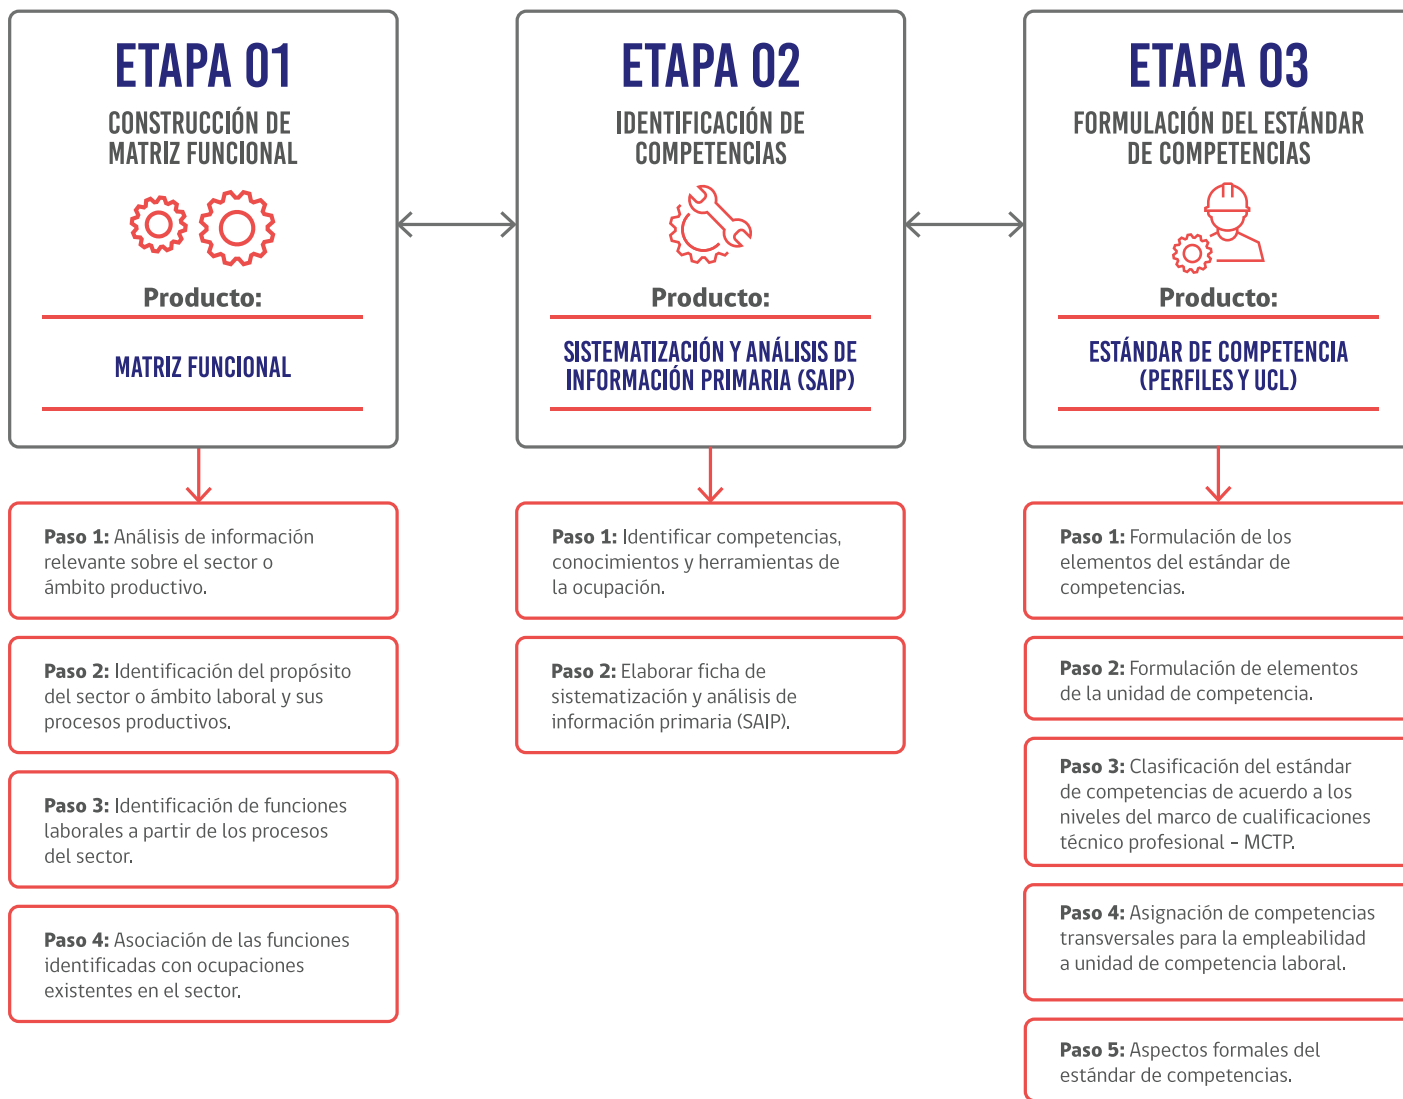 ETAPA 01
CONSTRUCCIÓN DE
MATRIZ FUNCIONAL
Producto:
MATRIZ FUNCIONAL
Paso 1: Análisis de información
relevante sobre el sector o
ámbito productivo.
Paso 2: Identificación del propósito
del sector o ámbito laboral y sus
procesos productivos.
Paso 3: Identificación de funciones
laborales a partir de los procesos
del sector.
Paso 4: Asociación de las funciones
identificadas con ocupaciones
existentes en el sector.
ETAPA 02
IDENTIFICACIÓN DE
COMPETENCIAS
Producto:
SISTEMATIZACIÓN Y ANÁLISIS DE
INFORMACIÓN PRIMARIA (SAIP)
Paso 1: Identificar competencias,
conocimientos y herramientas de
la ocupación.
Paso 2: Elaborar ficha de
sistematización y análisis de
información primaria (SAIP).
ETAPA 03
FORMULACIÓN DEL ESTÁNDAR
DE COMPETENCIAS
Producto:
ESTÁNDAR DE COMPETENCIA
(PERFILES Y UCL)
Paso 1: Formulación de los
elementos del estándar de
competencias.
Paso 2: Formulación de elementos
de la unidad de competencia.
Paso 3: Clasificación del estándar
de competencias de acuerdo a los
niveles del marco de cualificaciones
técnico profesional - MCTP.
Paso 4: Asignación de competencias
transversales para la empleabilidad
a unidad de competencia laboral.
Paso 5: Aspectos formales del
estándar de competencias.